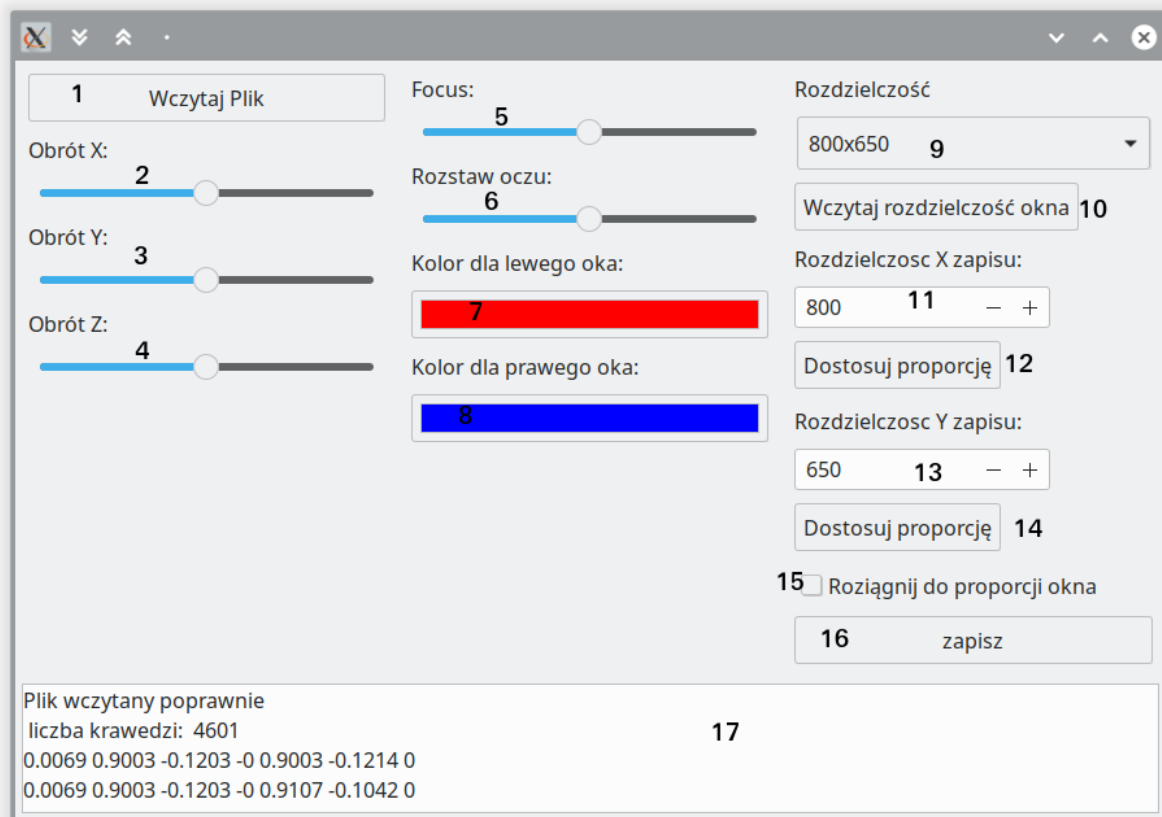 1 Wczytaj Plik
Obrót X:
2
Obrót Y:
3
Obrót Z:
4
Focus:
5
Rozstaw oczu:
6
Kolor dla lewego oka:
7
Kolor dla prawego oka:
8
Rozdzielczość
800x650 9
Wczytaj rozdzielczość okna 10
Rozdzielczosc X zapisu:
800 11 − +
Dostosuj proporcję 12
Rozdzielczosc Y zapisu:
650 13 − +
Dostosuj proporcję 14
15 Roziągnij do proporcji okna
16 zapisz
Plik wczytany poprawnie
liczba krawedzi: 4601
17
0.0069 0.9003 -0.1203 -0 0.9003 -0.1214 0
0.0069 0.9003 -0.1203 -0 0.9107 -0.1042 0